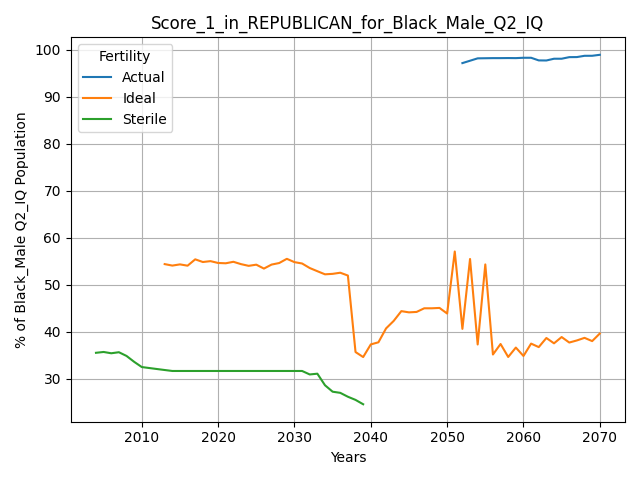 Score_1_in_REPUBLICAN_for_Black_Male_Q2_IQ
Fertility
Actual
Ideal
Sterile
% of Black_Male Q2_IQ Population
100
90
80
70
60
50
40
30
2010 2020 2030 2040 2050 2060 2070
Years